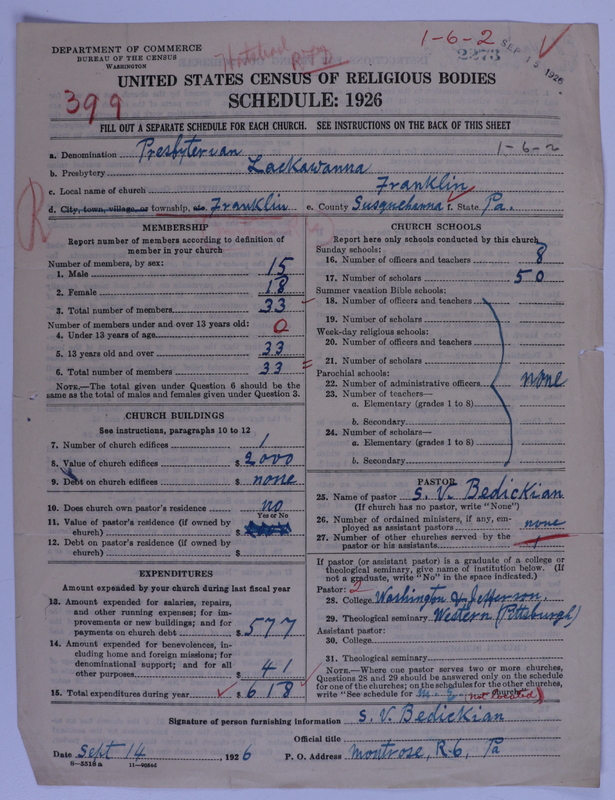 DEPARTMENT OF COMMERCE
BUREAU OF THE CENSUS
WASHINGTON
1-6-2
2273
SEP 15 1926
UNITED STATES CENSUS OF RELIGIOUS BODIES
399
SCHEDULE: 1926
FILL OUT A SEPARATE SCHEDULE FOR EACH CHURCH. SEE INSTRUCTIONS ON THE BACK OF THIS SHEET
a. Denomination Presbyterian 1-6-2
b. Presbytery Lackawanna
c. Local name of church Franklin
d. City, town, village, or township, etc. Franklin e. County Susquehanna f. State Pa.
R
MEMBERSHIP
Report number of members according to definition of member in your church
Number of members, by sex:
1. Male 15
2. Female 18
3. Total number of members 33
Number of members under and over 13 years old:
4. Under 13 years of age 0
5. 13 years old and over 33
6. Total number of members 33
NOTE.—The total given under Question 6 should be the same as the total of males and females given under Question 3.
CHURCH BUILDINGS
See instructions, paragraphs 10 to 12
7. Number of church edifices 1
8. Value of church edifices $ 2000
9. Debt on church edifices $ none
10. Does church own pastor's residence no
Yes or No
11. Value of pastor's residence (if owned by church) $
12. Debt on pastor's residence (if owned by church) $
EXPENDITURES
Amount expended by your church during last fiscal year
13. Amount expended for salaries, repairs, and other running expenses; for improvements or new buildings; and for payments on church debt $ 577
14. Amount expended for benevolences, including home and foreign missions; for denominational support; and for all other purposes $ 41
15. Total expenditures during year $ 618
CHURCH SCHOOLS
Report here only schools conducted by this church
Sunday schools:
16. Number of officers and teachers 8
17. Number of scholars 50
Summer vacation Bible schools:
18. Number of officers and teachers
19. Number of scholars
Week-day religious schools:
20. Number of officers and teachers
21. Number of scholars
Parochial schools:
22. Number of administrative officers none
23. Number of teachers—
a. Elementary (grades 1 to 8)
b. Secondary
24. Number of scholars—
a. Elementary (grades 1 to 8)
b. Secondary
PASTOR
25. Name of pastor S. V. Bedickian
(If church has no pastor, write "None")
26. Number of ordained ministers, if any, employed as assistant pastors none
27. Number of other churches served by the pastor or his assistants 1
If pastor (or assistant pastor) is a graduate of a college or theological seminary, give name of institution below. (If not a graduate, write "No" in the space indicated.)
Pastor: 2
28. College Washington & Jefferson.
29. Theological seminary Western (Pittsburgh)
Assistant pastor:
30. College
31. Theological seminary
NOTE.—Where one pastor serves two or more churches, Questions 28 and 29 should be answered only on the schedule for one of the churches; on the schedules for the other churches, write "See schedule for M. E. church." (not located)
Signature of person furnishing information S. V. Bedickian
Official title
Date Sept 14, 1926 P. O. Address Montrose, R-6, Pa
8-5518a